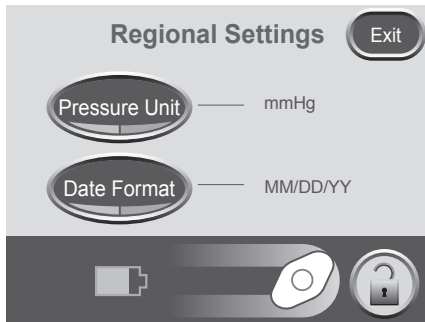 Regional Settings
Exit
Pressure Unit
mmHg
Date Format
MM/DD/YY